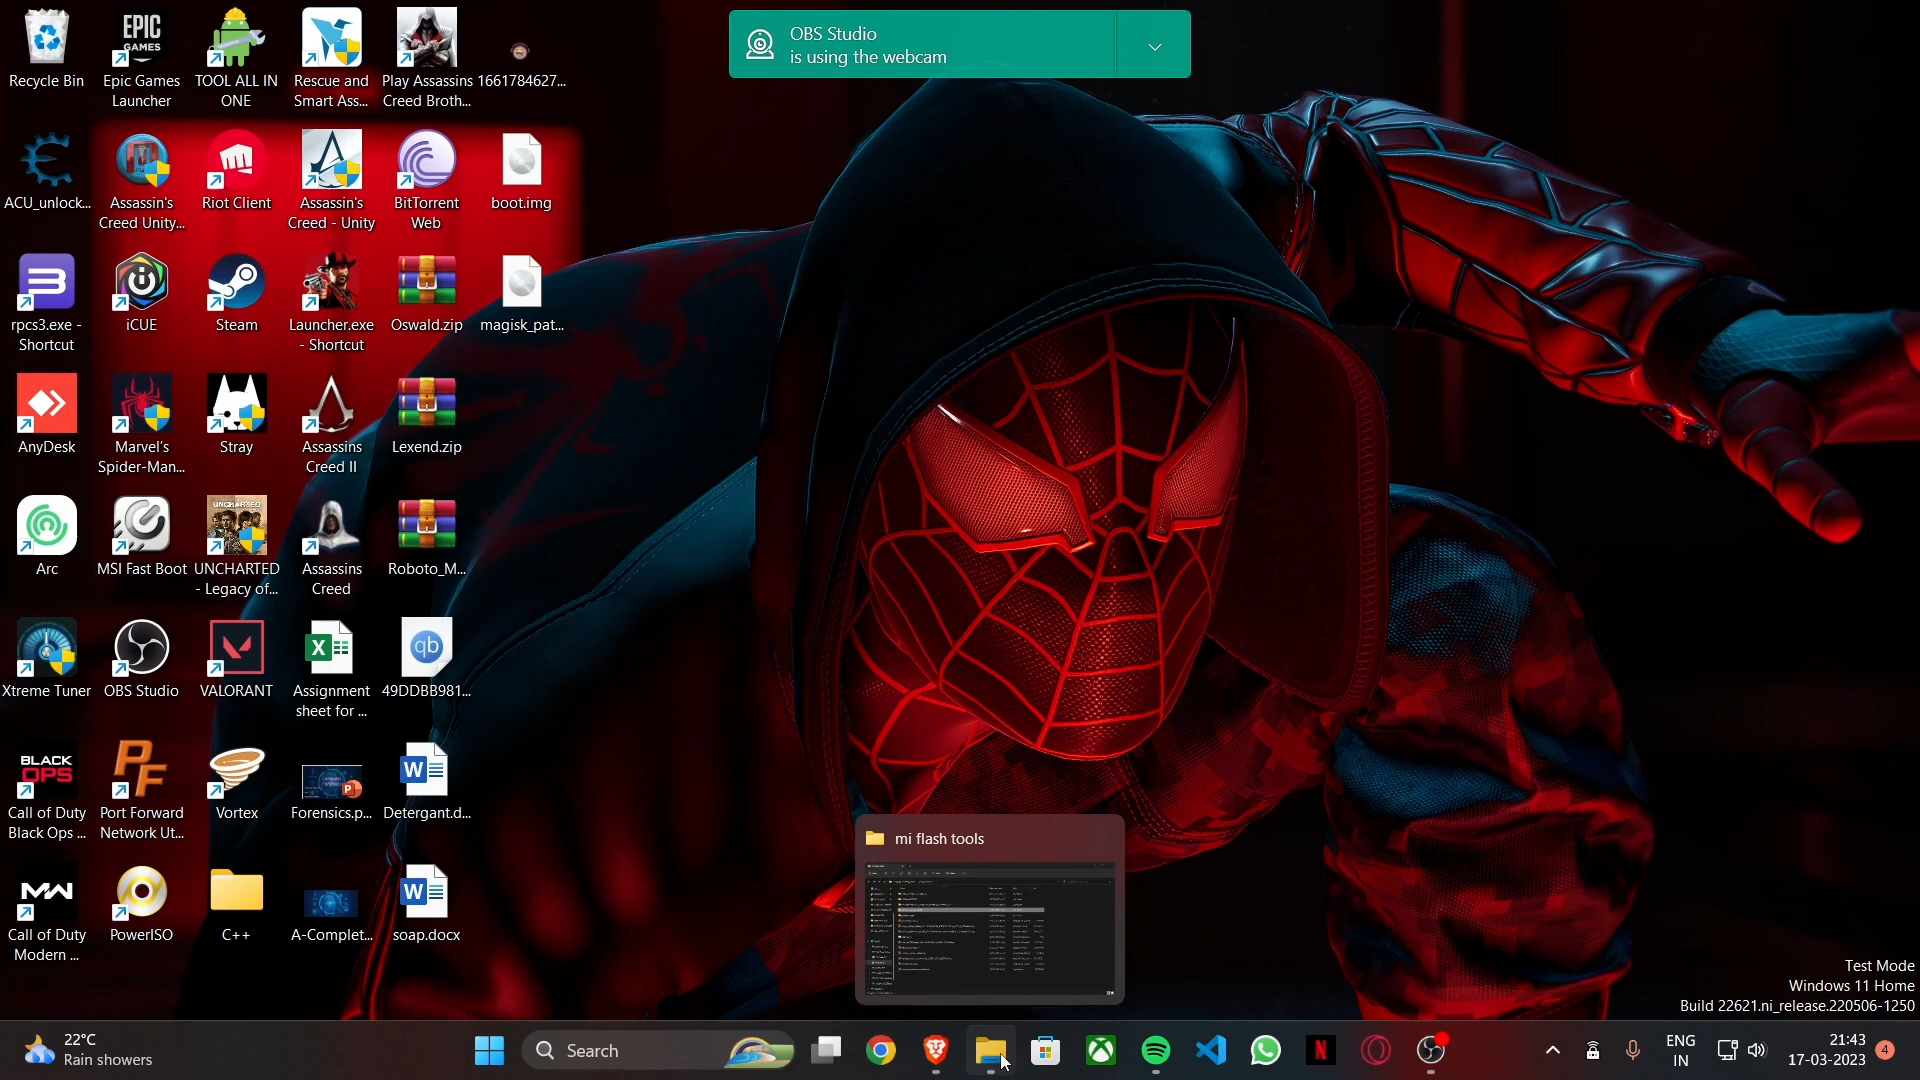 OBS Studio
is using the webcam
Recycle Bin
EPIC
GAMES
Epic Games
Launcher
TOOL ALL IN
ONE
Rescue and
Smart Ass...
Play Assassins
Creed Broth...
1661784627...
ACU_unlock...
Assassin's
Creed Unity...
Riot Client
Assassin's
Creed - Unity
BitTorrent
Web
boot.img
rpcs3.exe -
Shortcut
iCUE
Steam
Launcher.exe
- Shortcut
Oswald.zip
magisk_pat...
AnyDesk
Marvel's
Spider-Man...
Stray
Assassins
Creed II
Lexend.zip
Arc
MSI Fast Boot
UNCHARTED
UNCHARTED
- Legacy of...
Assassins
Creed
Roboto_M...
Xtreme Tuner
OBS Studio
VALORANT
Assignment
sheet for ...
qb
49DDBB981...
BLACK
OPS
Call of Duty
Black Ops ...
PF
Port Forward
Network Ut...
Vortex
Forensics.p...
Detergant.d...
MW
Call of Duty
Modern ...
PowerISO
C++
A-Complet...
soap.docx
mi flash tools
Test Mode
Windows 11 Home
Build 22621.ni_release.220506-1250
22°C
Rain showers
Search
ENG
IN
21:43
17-03-2023
4